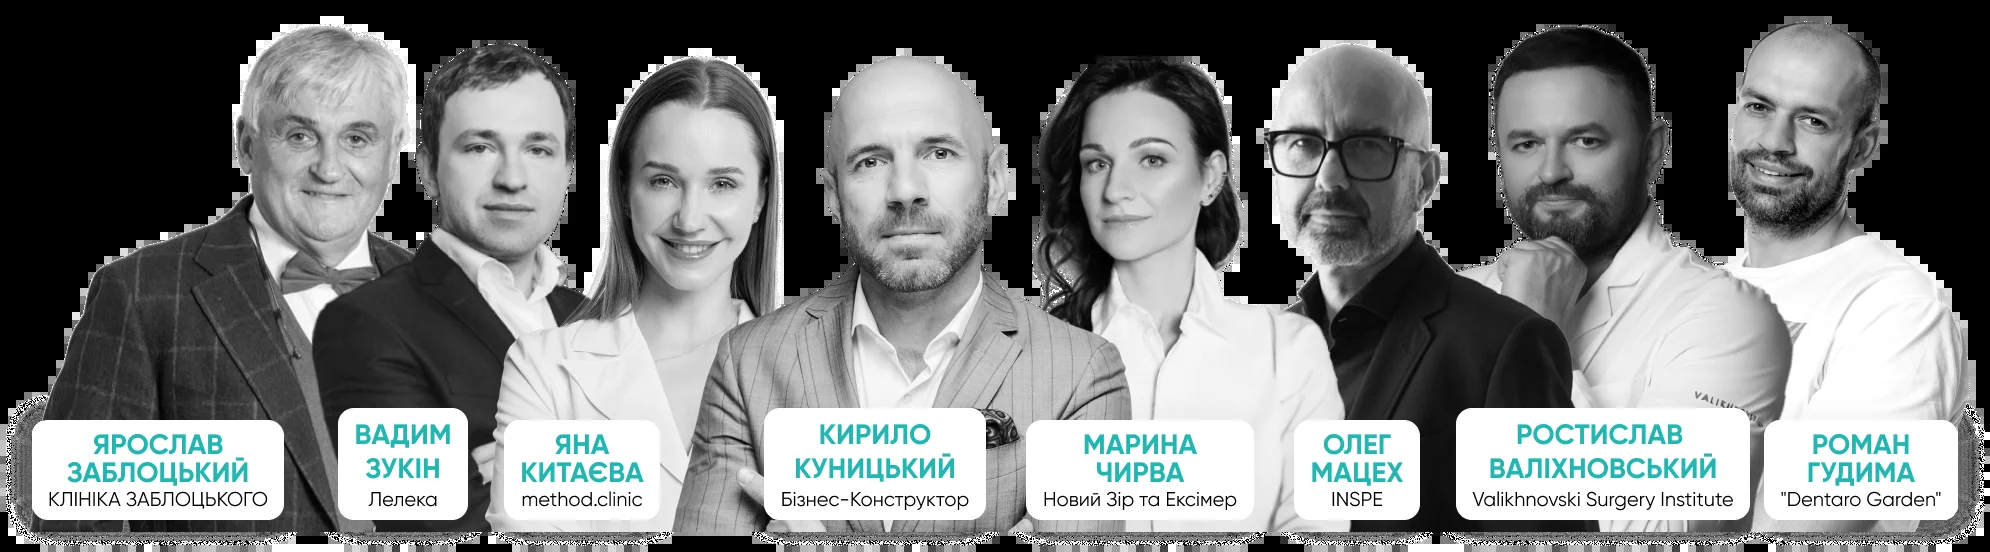 ЯРОСЛАВ
ЗАБЛОЦЬКИЙ
КЛІНІКА ЗАБЛОЦЬКОГО
ВАДИМ
ЗУКІН
Лелека
ЯНА
КИТАЄВА
method.clinic
КИРИЛО
КУНИЦЬКИЙ
Бізнес-Конструктор
МАРИНА
ЧИРВА
Новий Зір та Ексімер
ОЛЕГ
МАЦЕХ
INSPE
РОСТИСЛАВ
ВАЛІХНОВСЬКИЙ
Valikhnovski Surgery Institute
РОМАН
ГУДИМА
"Dentaro Garden"